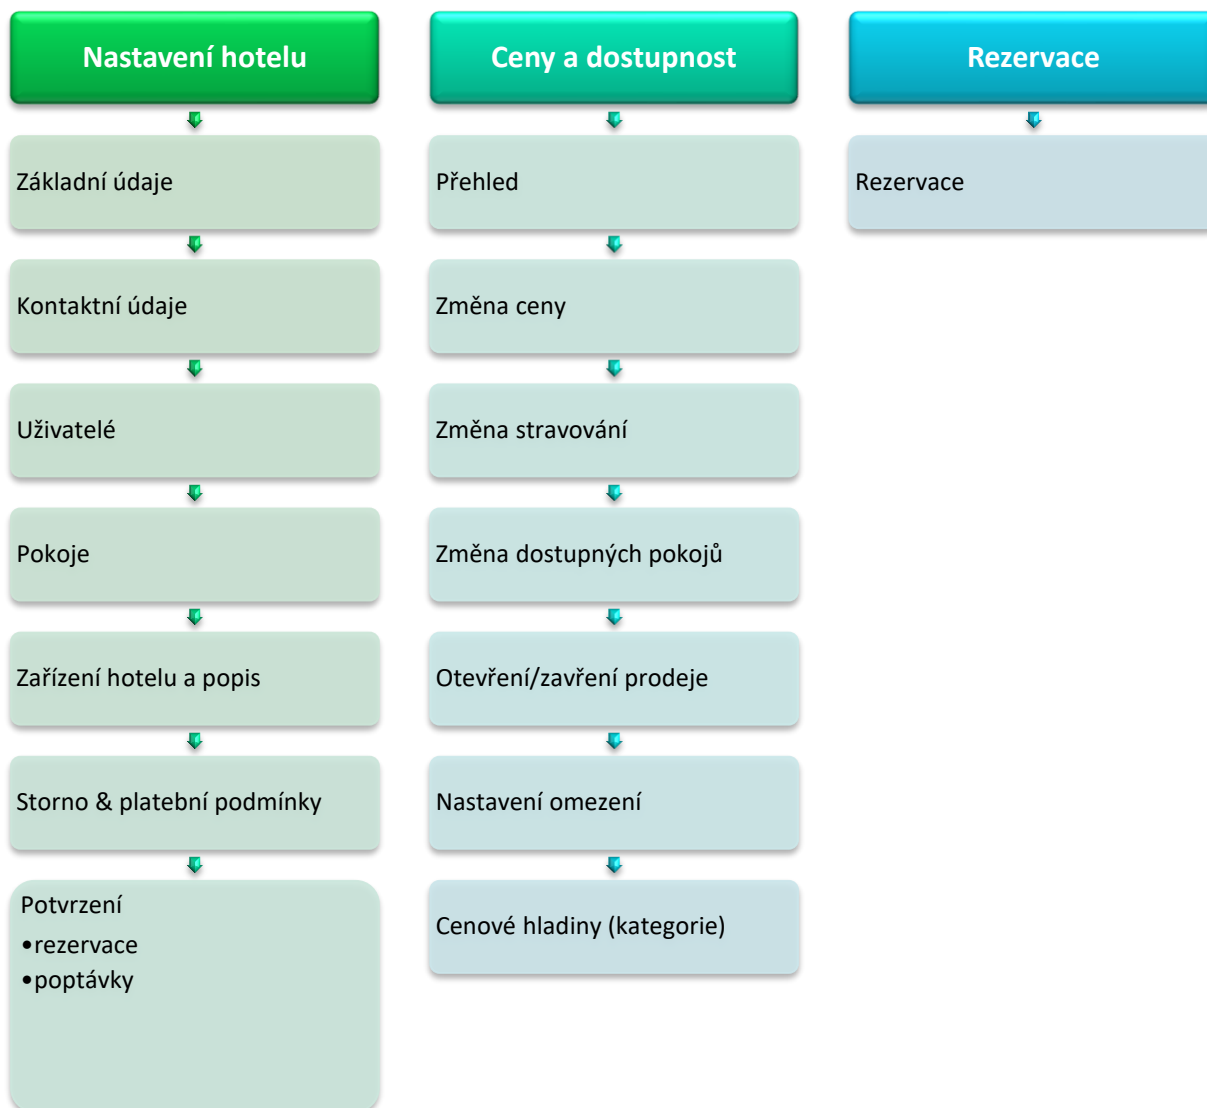 Nastavení hotelu
Základní údaje
Kontaktní údaje
Uživatelé
Pokoje
Zařízení hotelu a popis
Storno & platební podmínky
Potvrzení
•rezervace
•poptávky
Ceny a dostupnost
Přehled
Změna ceny
Změna stravování
Změna dostupných pokojů
Otevření/zavření prodeje
Nastavení omezení
Cenové hladiny (kategorie)
Rezervace
Rezervace